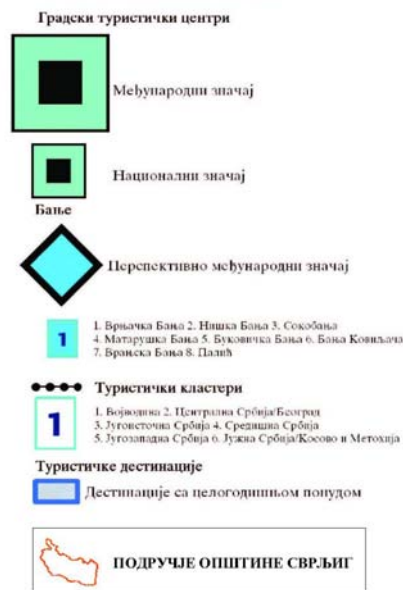 Градски туристички центри
Међународни значај
Национални значај
Бање
Перспективно међународни значај
1
1. Врњачка Бања 2. Нишка Бања 3. Сокобања
4. Матарушка Бања 5. Буковичка Бања 6. Бања Ковиљача
7. Врањска Бања 8. Палић
Туристички кластери
1
1. Војводина 2. Централна Србија/Београд
3. Југоисточна Србија 4. Средишна Србија
5. Југозападна Србија 6. Јужна Србија/Косово и Метохија
Туристичке дестинације
Дестинације са целогодишњом понудом
ПОДРУЧЈЕ ОПШТИНЕ СВРЉИГ